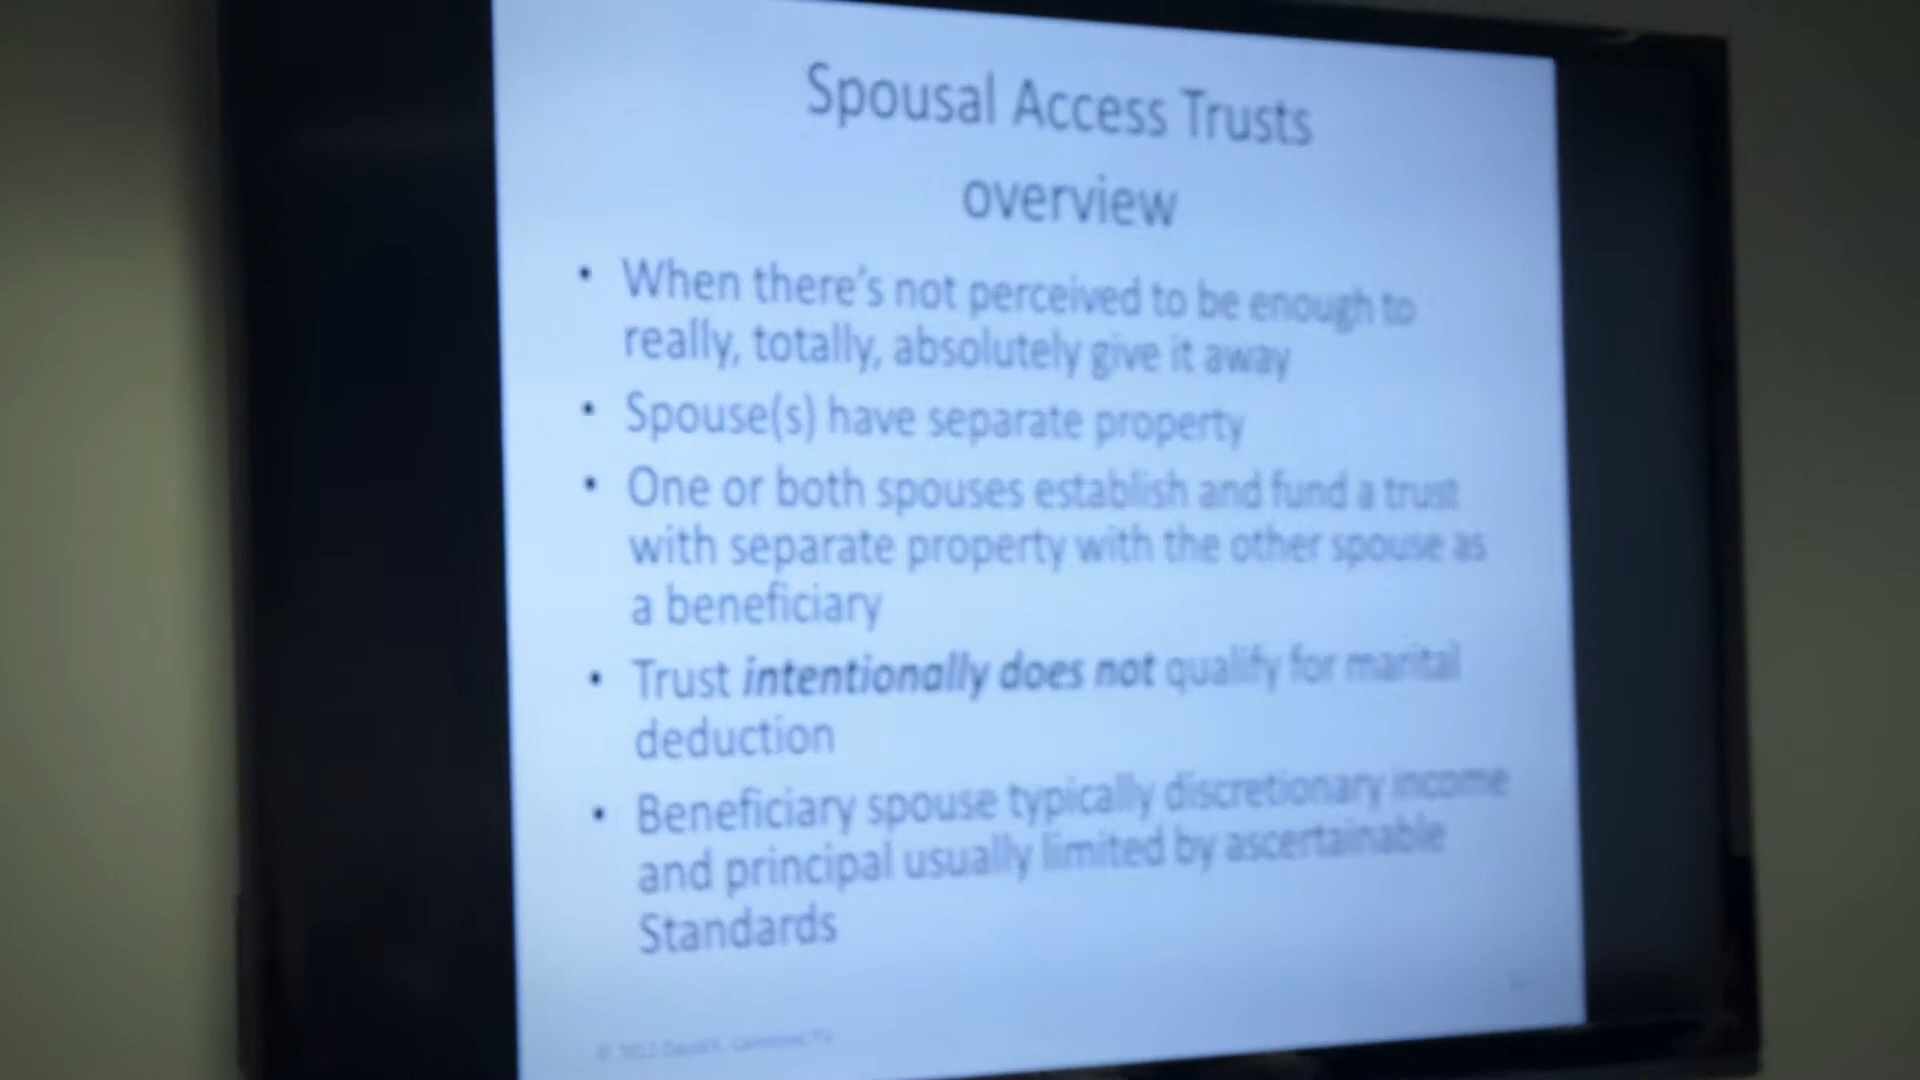 Spousal Access Trusts
overview
• When there's not perceived to be enough to
really, totally, absolutely give it away
• Spouse(s) have separate property
• One or both spouses establish and fund a trust
with separate property with the other spouse as
a beneficiary
• Trust intentionally does not qualify for marital
deduction
• Beneficiary spouse typically discretionary income
and principal usually limited by ascertainable
Standards
© 2012